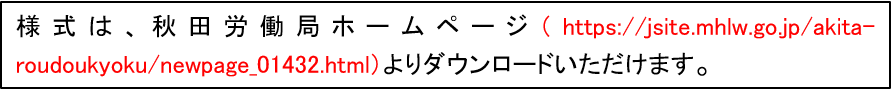 様式は、秋田労働局ホームページ( https://jsite.mhlw.go.jp/akita-
roudoukyoku/newpage_01432.html)よりダウンロードいただけます。